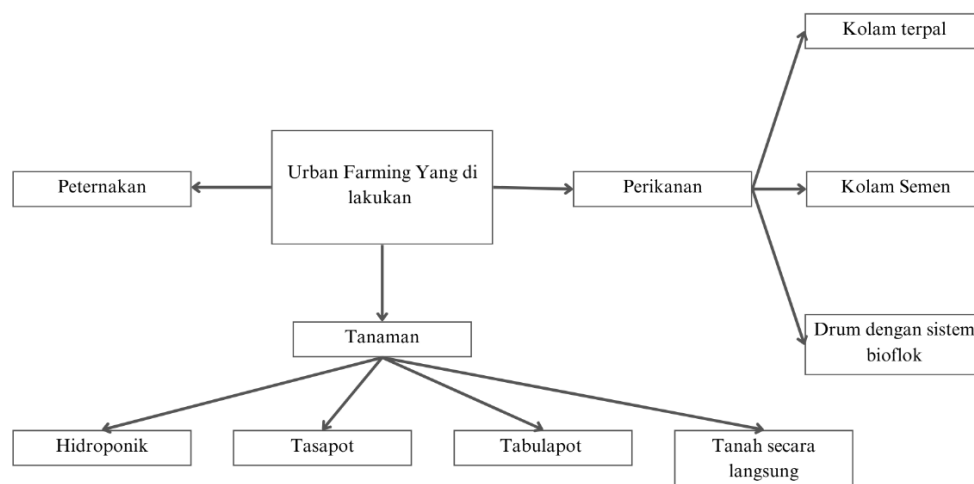 Kolam terpal
Urban Farming Yang di
lakukan
Peternakan
Perikanan
Kolam Semen
Tanaman
Drum dengan sistem
bioflok
Hidroponik
Tasapot
Tabulapot
Tanah secara
langsung